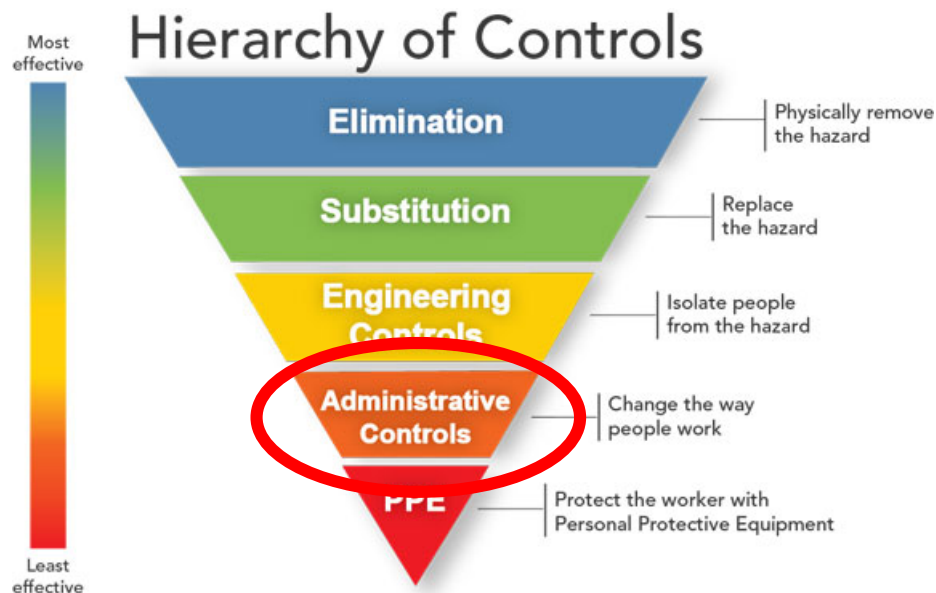 Hierarchy of Controls
Most
effective
Elimination
Physically remove
the hazard
Substitution
Replace
the hazard
Engineering
Controls
Isolate people
from the hazard
Administrative
Controls
Change the way
people work
PPE
Protect the worker with
Personal Protective Equipment
Least
effective